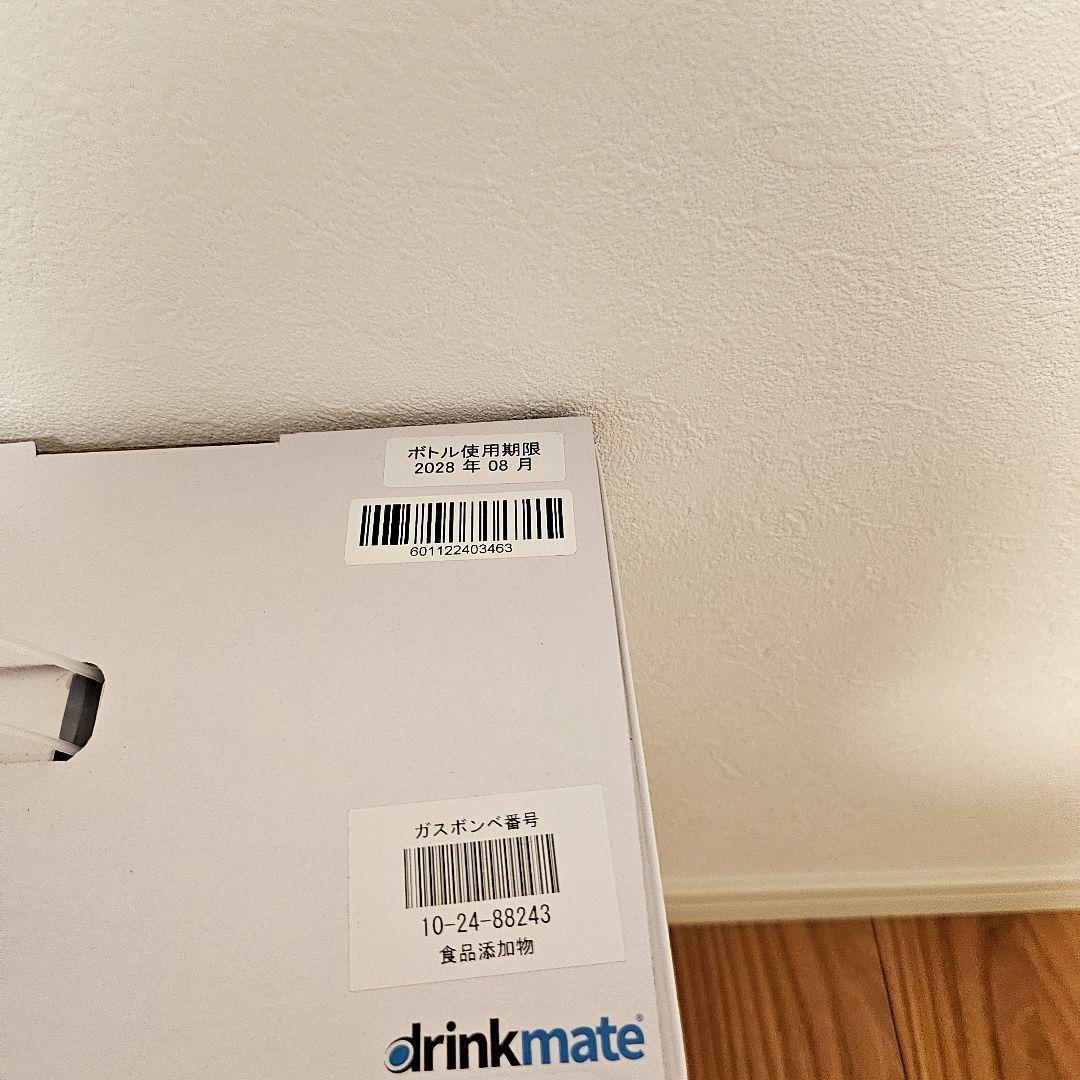 ボトル使用期限
2028 年 08 月
601122403463
ガスボンベ番号
10-24-88243
食品添加物
drinkmate®